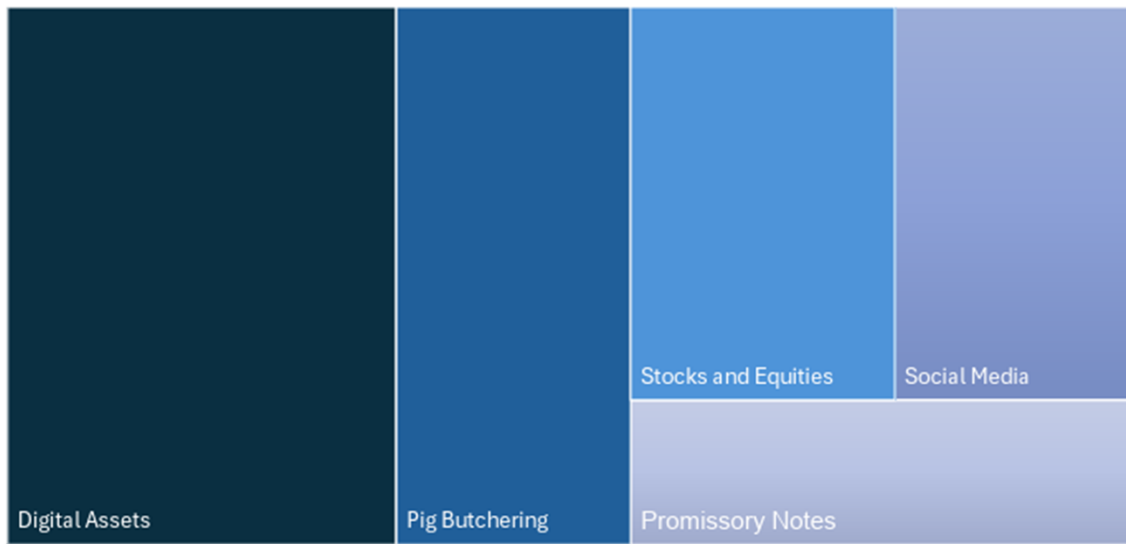 Digital Assets
Pig Butchering
Stocks and Equities
Social Media
Promissory Notes